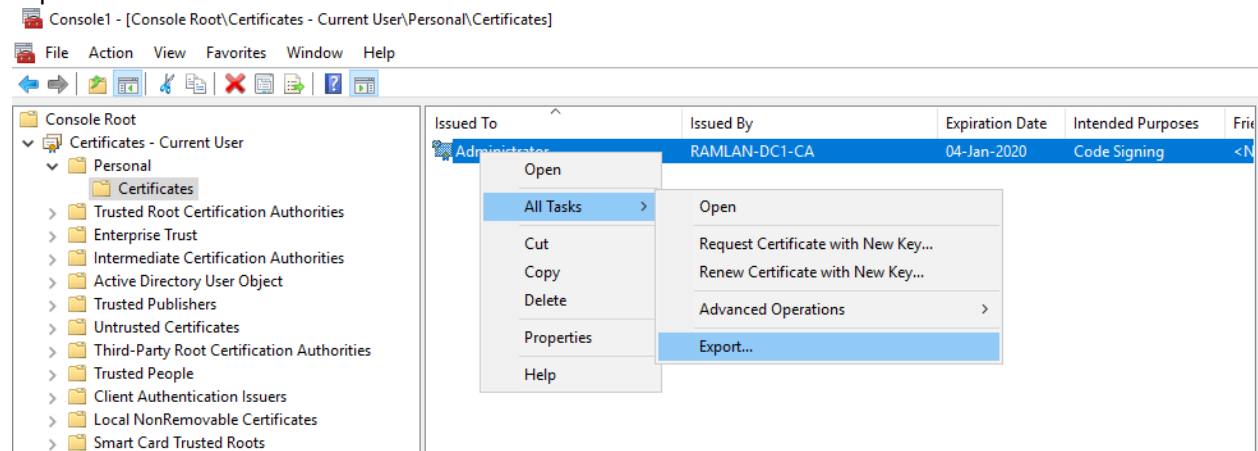 Console1 - [Console Root\Certificates - Current User\Personal\Certificates]
File Action View Favorites Window Help
Console Root
Certificates - Current User
Personal
Certificates
Trusted Root Certification Authorities
Enterprise Trust
Intermediate Certification Authorities
Active Directory User Object
Trusted Publishers
Untrusted Certificates
Third-Party Root Certification Authorities
Trusted People
Client Authentication Issuers
Local NonRemovable Certificates
Smart Card Trusted Roots
Issued To Issued By Expiration Date Intended Purposes Frie
Administrator RAMLAN-DC1-CA 04-Jan-2020 Code Signing <N
Open
All Tasks >
Cut
Copy
Delete
Properties
Help
Open
Request Certificate with New Key...
Renew Certificate with New Key...
Advanced Operations >
Export...